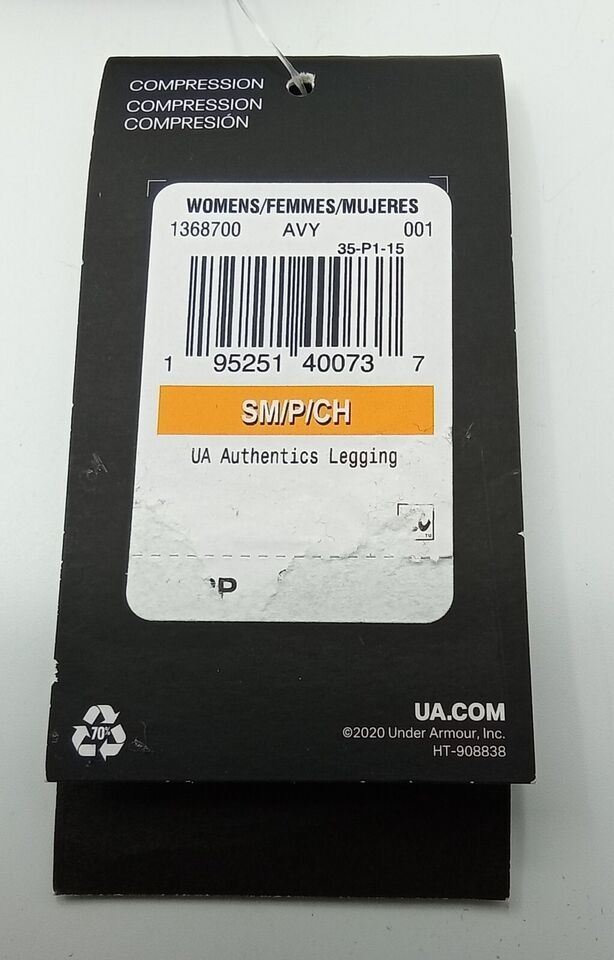 COMPRESSION
COMPRESSION
COMPRESIÓN
WOMENS/FEMMES/MUJERES
1368700 AVY 001
35-P1-15
1 95251 40073 7
SM/P/CH
UA Authentics Legging
70%
UA.COM
©2020 Under Armour, Inc.
HT-908838